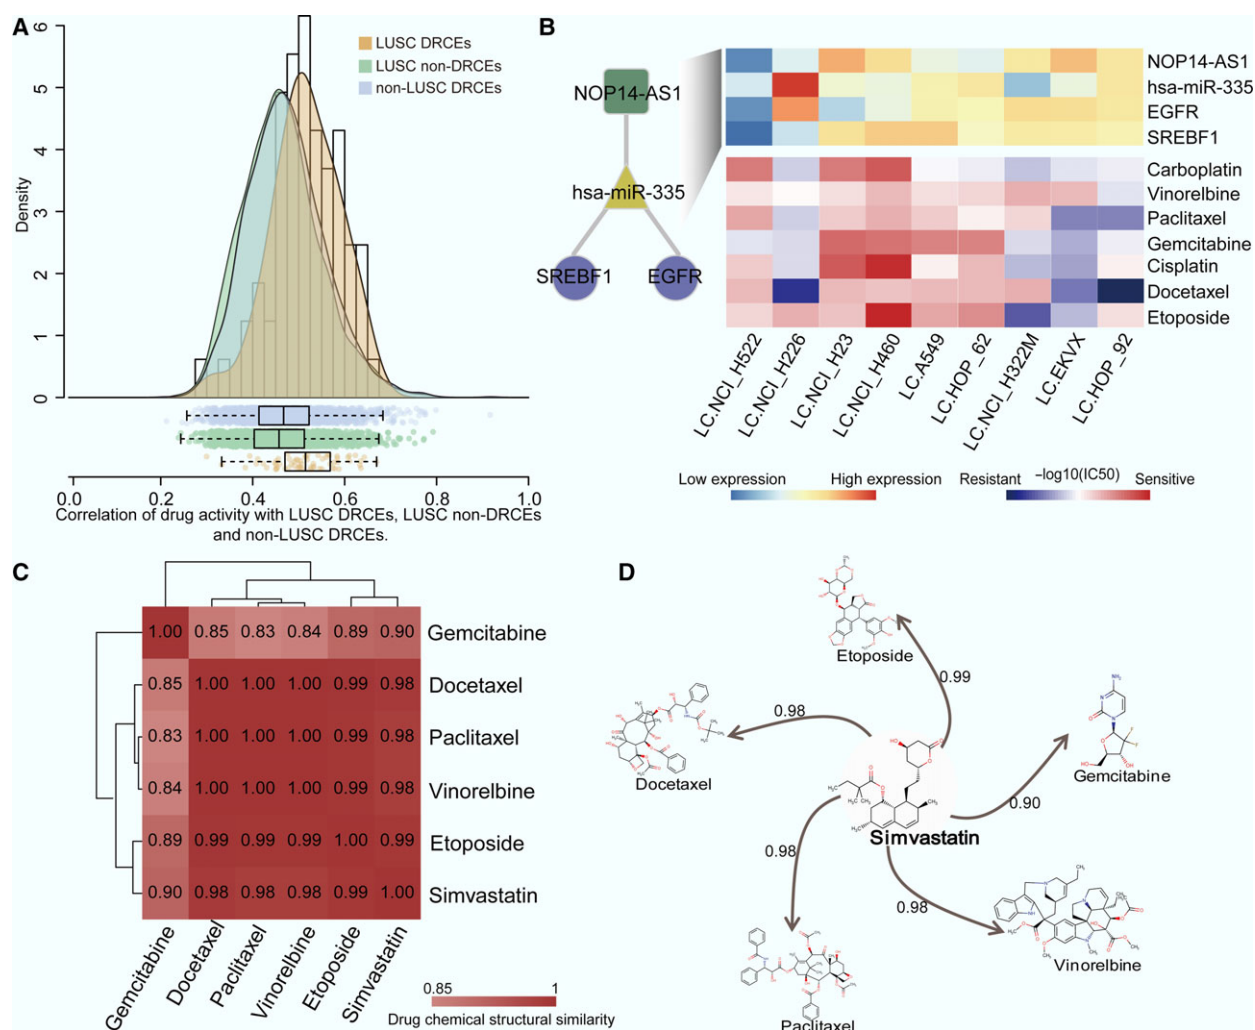 A
6
5
4
3
2
1
0
Density
LUSC DRCEs
LUSC non-DRCEs
non-LUSC DRCEs
0.0 0.2 0.4 0.6 0.8 1.0
Correlation of drug activity with LUSC DRCEs, LUSC non-DRCEs
and non-LUSC DRCEs.
B
NOP14-AS1
hsa-miR-335
SREBF1 EGFR
NOP14-AS1
hsa-miR-335
EGFR
SREBF1
Carboplatin
Vinorelbine
Paclitaxel
Gemcitabine
Cisplatin
Docetaxel
Etoposide
LC.NCI_H522
LC.NCI_H226
LC.NCI_H23
LC.NCI_H460
LC.A549
LC.HOP_62
LC.NCI_H322M
LC.EKVX
LC.HOP_92
Low expression High expression
Resistant −log10(IC50) Sensitive
C
1.00 0.85 0.83 0.84 0.89 0.90 Gemcitabine
0.85 1.00 1.00 1.00 0.99 0.98 Docetaxel
0.83 1.00 1.00 1.00 0.99 0.98 Paclitaxel
0.84 1.00 1.00 1.00 0.99 0.98 Vinorelbine
0.89 0.99 0.99 0.99 1.00 0.99 Etoposide
0.90 0.98 0.98 0.98 0.99 1.00 Simvastatin
Gemcitabine
Docetaxel
Paclitaxel
Vinorelbine
Etoposide
Simvastatin
0.85 1
Drug chemical structural similarity
D
Etoposide
0.99
0.98
Docetaxel
Gemcitabine
0.90
Simvastatin
0.98
0.98
Vinorelbine
Paclitaxel